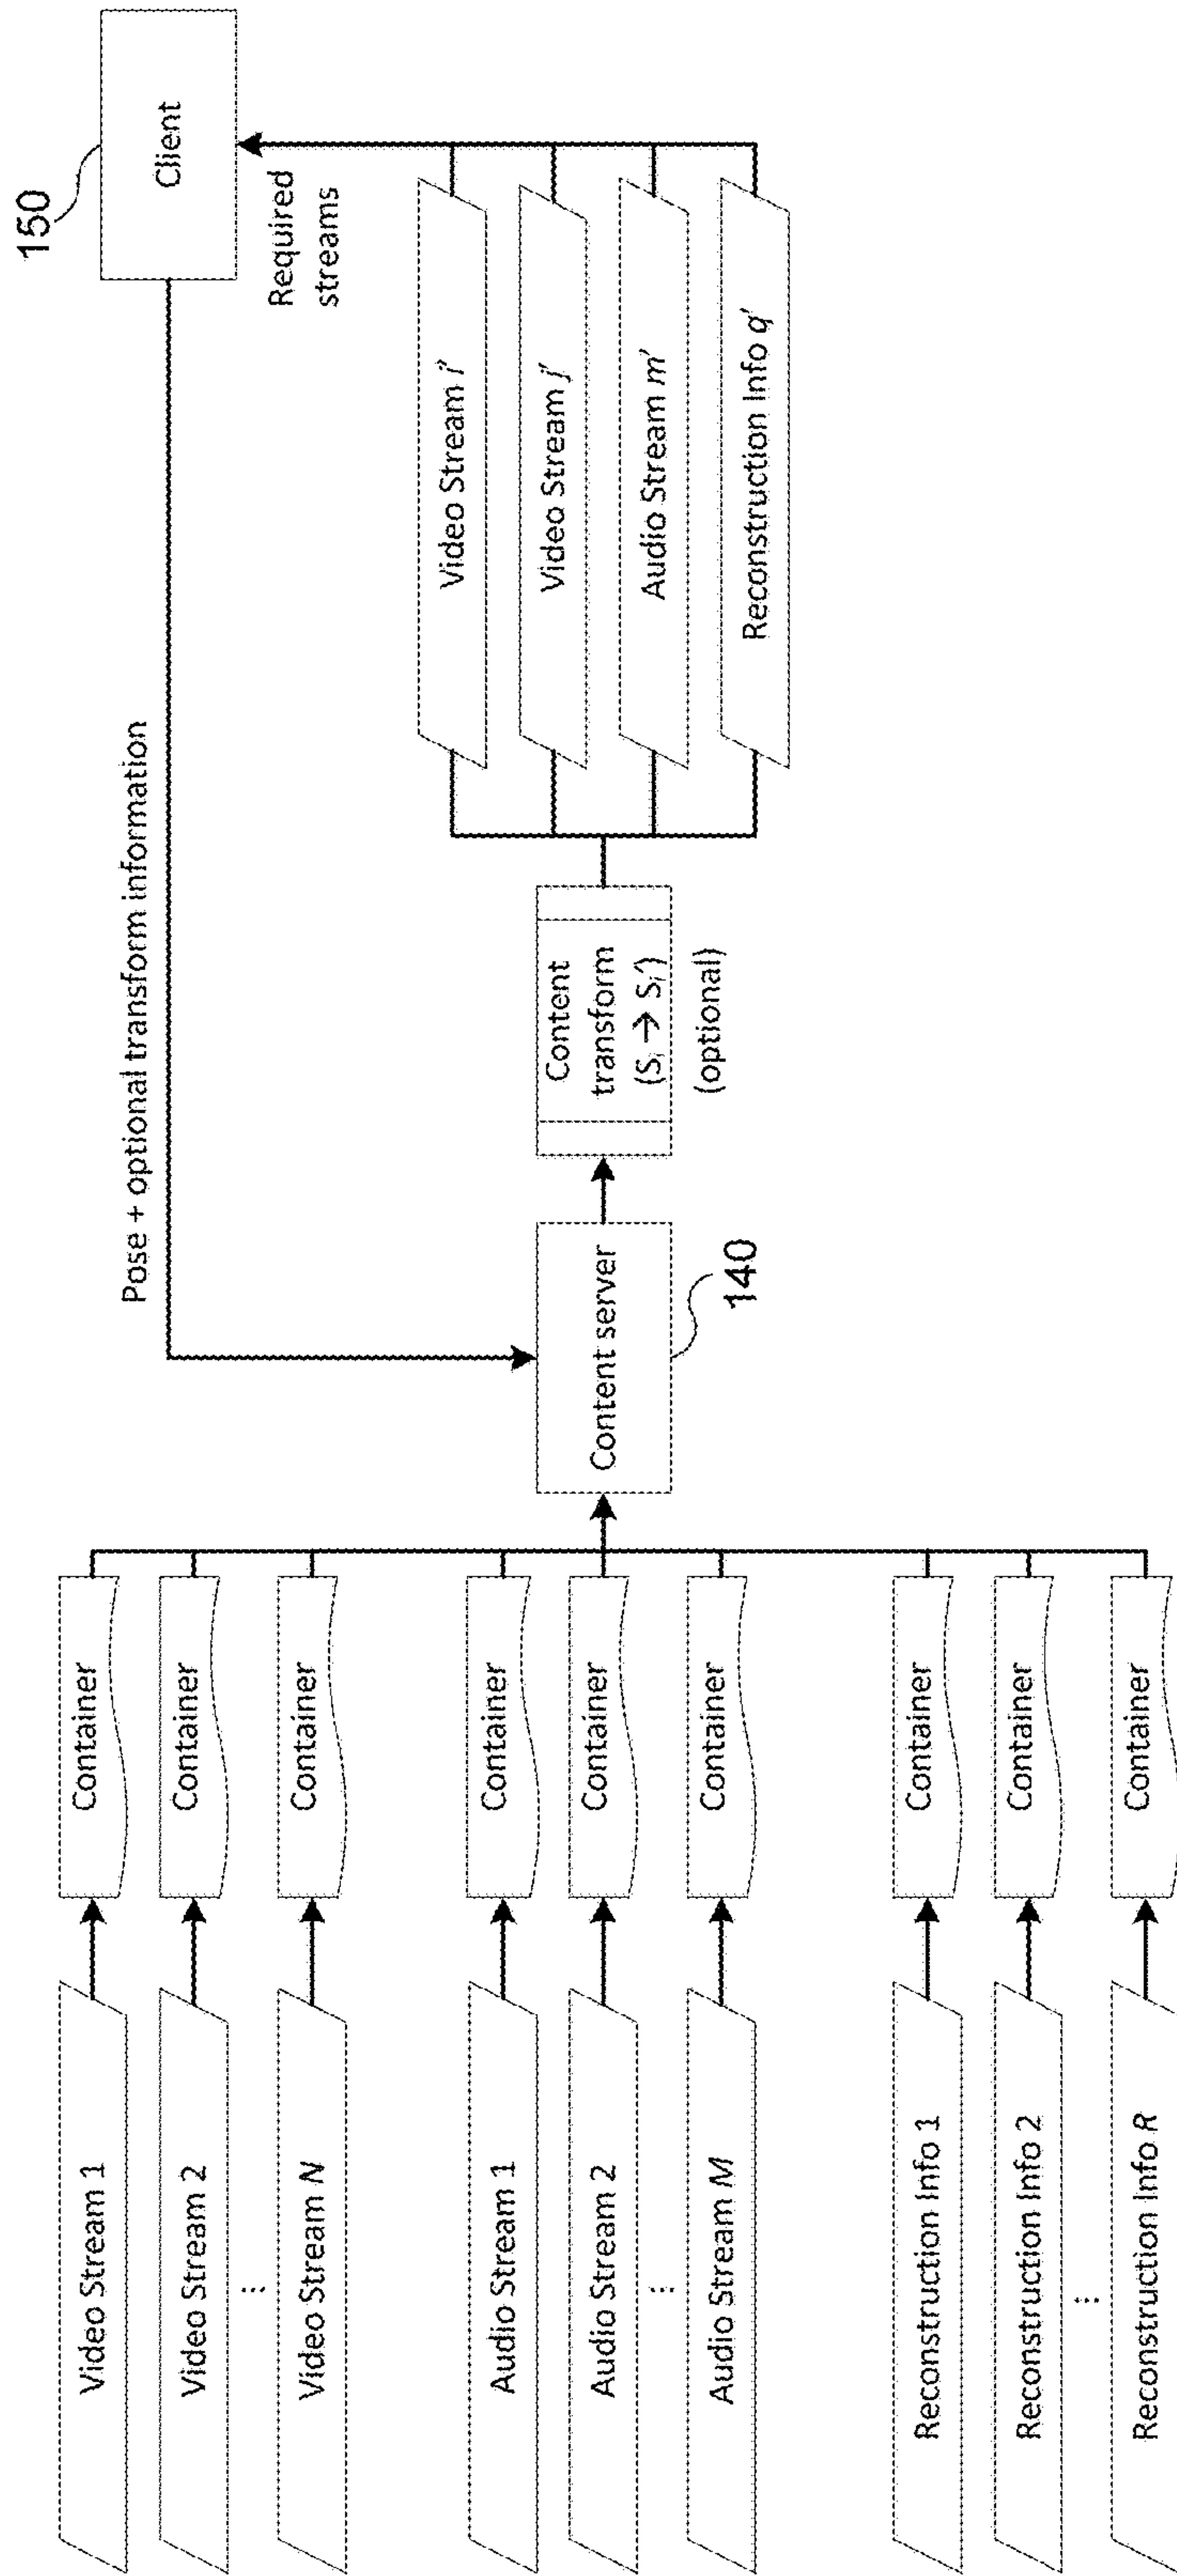 Video Stream 1
Container
Video Stream 2
Container
...
Video Stream N
Container
Audio Stream 1
Container
Audio Stream 2
Container
...
Audio Stream M
Container
Reconstruction Info 1
Container
Reconstruction Info 2
Container
...
Reconstruction Info R
Container
Content server
140
Pose + optional transform information
Content
transform
(Sᵢ → Sᵢ')
(optional)
Video Stream i'
Video Stream j'
Audio Stream m'
Reconstruction Info q'
Required
streams
Client
150